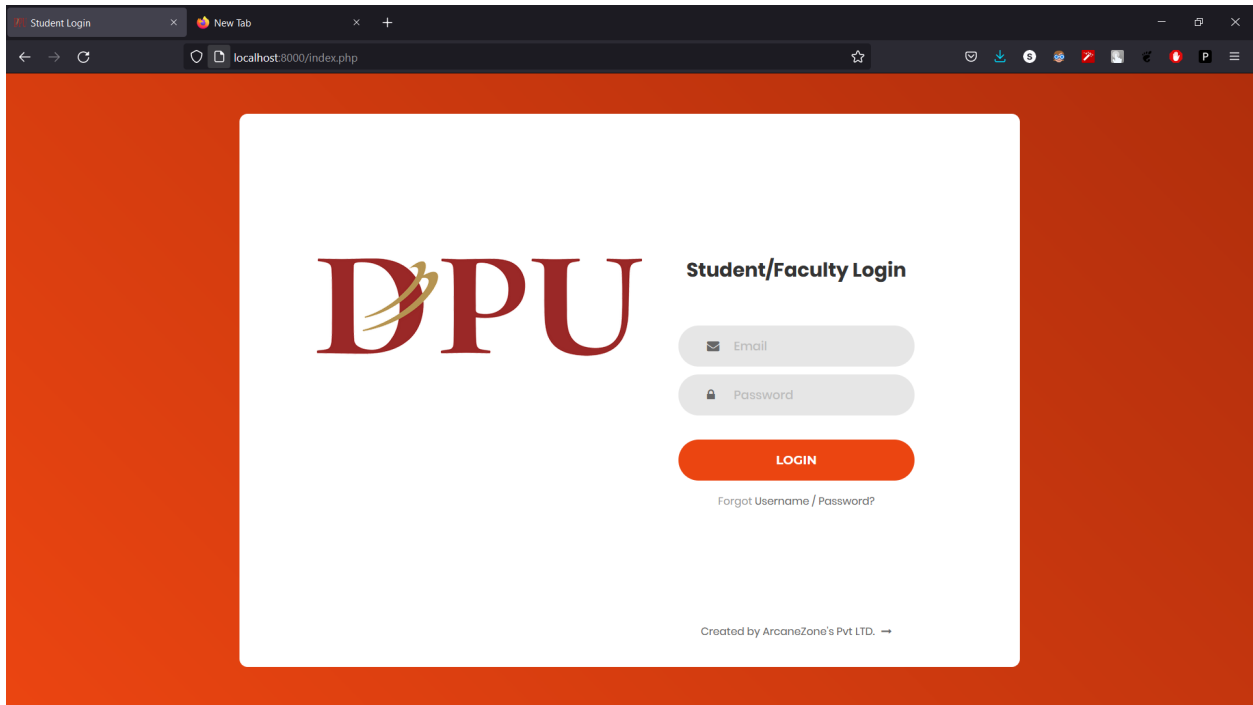 Student Login
New Tab
localhost:8000/index.php
S
P
DPU
Student/Faculty Login
Email
Password
LOGIN
Forgot Username / Password?
Created by ArcaneZone's Pvt LTD. →